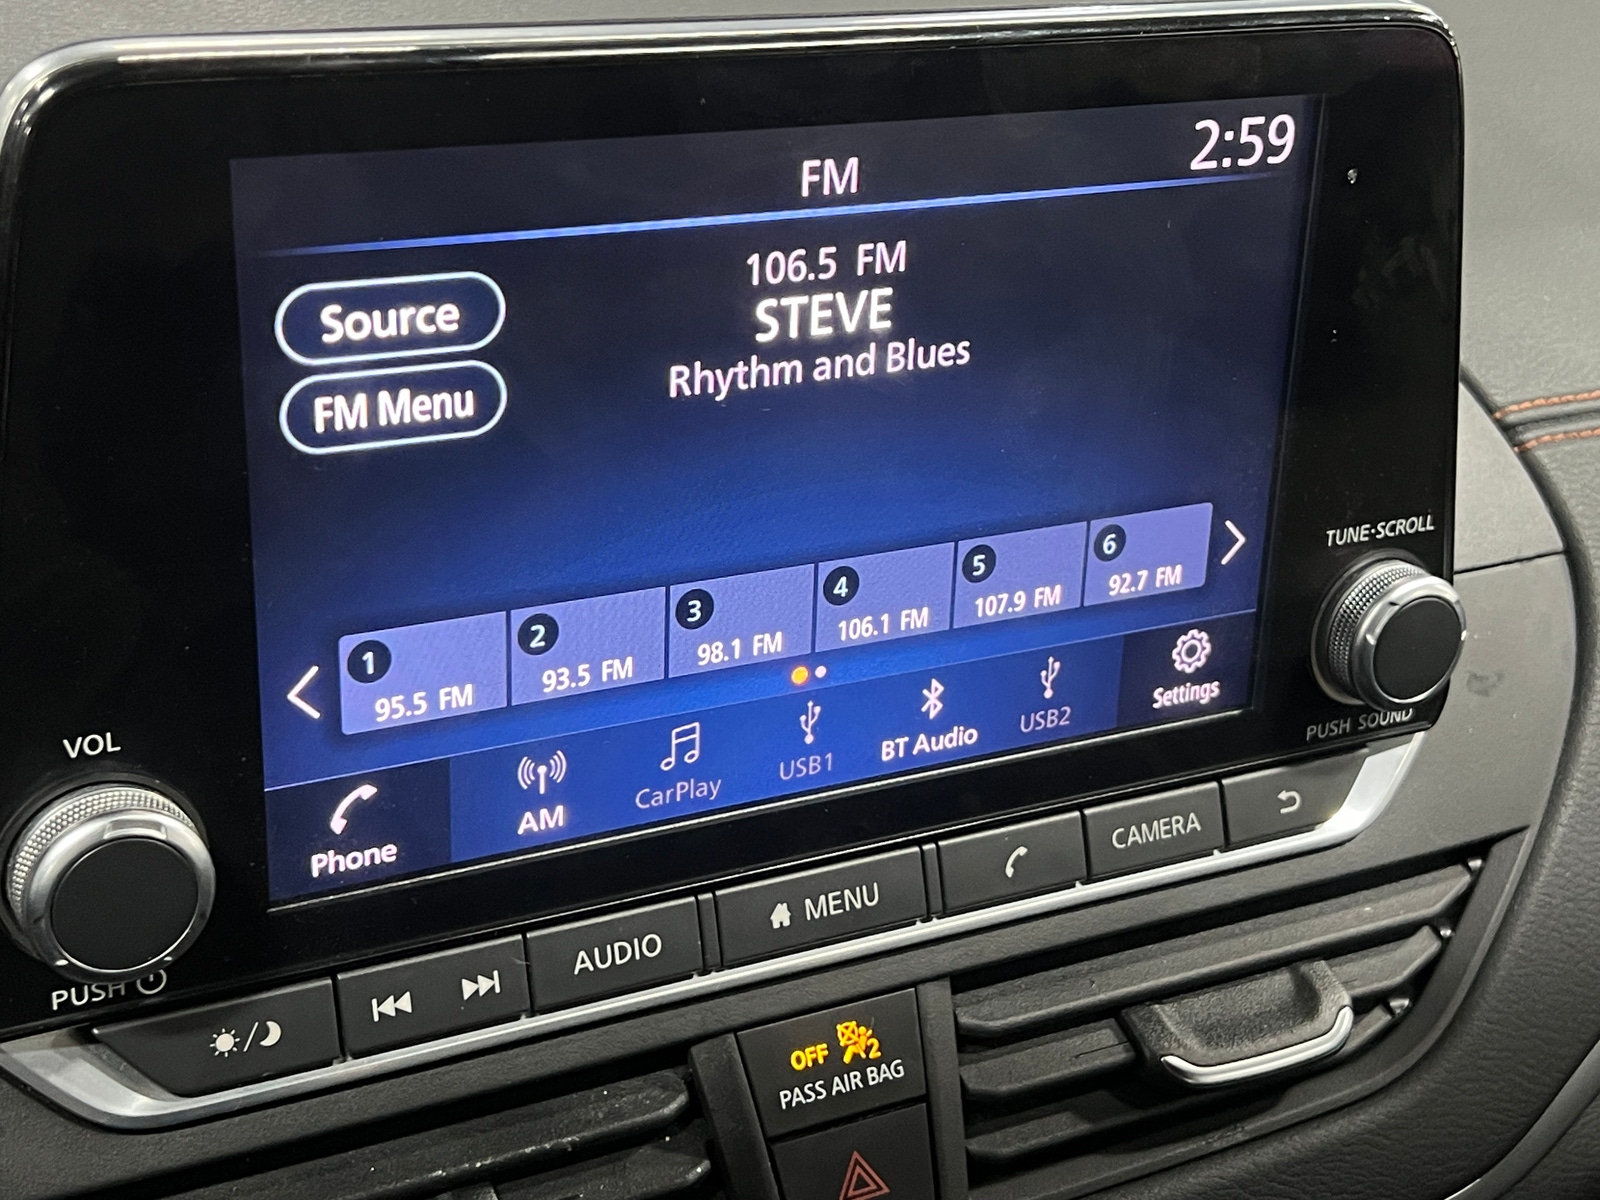 FM
2:59
106.5 FM
STEVE
Rhythm and Blues
Source
FM Menu
1
95.5 FM
2
93.5 FM
3
98.1 FM
4
106.1 FM
5
107.9 FM
6
92.7 FM
Phone
AM
CarPlay
USB1
BT Audio
USB2
Settings
VOL
PUSH
TUNE·SCROLL
PUSH SOUND
AUDIO
MENU
CAMERA
OFF
2
PASS AIR BAG